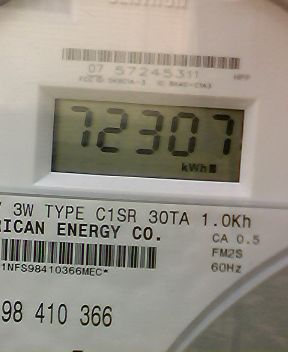 07 57245311
72307
kWh
3W TYPE C1SR 30TA 1.0Kh
RICAN ENERGY CO.
CA 0.5
FM2S
60Hz
1NFS98410366MEC*
98 410 366